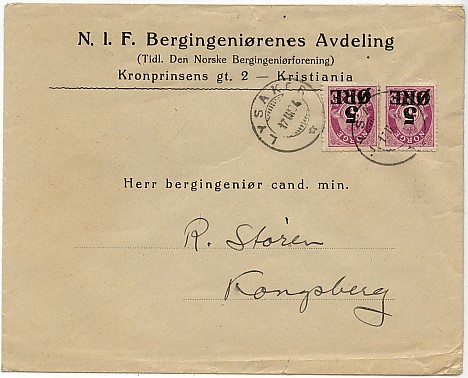 N. I. F. Bergingeniørenes Avdeling
(Tidl. Den Norske Bergingeniørforening)
Kronprinsens gt. 2 — Kristiania
LYSAKER
5
ØRE
NORGE
5
ØRE
NORGE
Herr bergingeniør cand. min.
R. Stören
Kongsberg